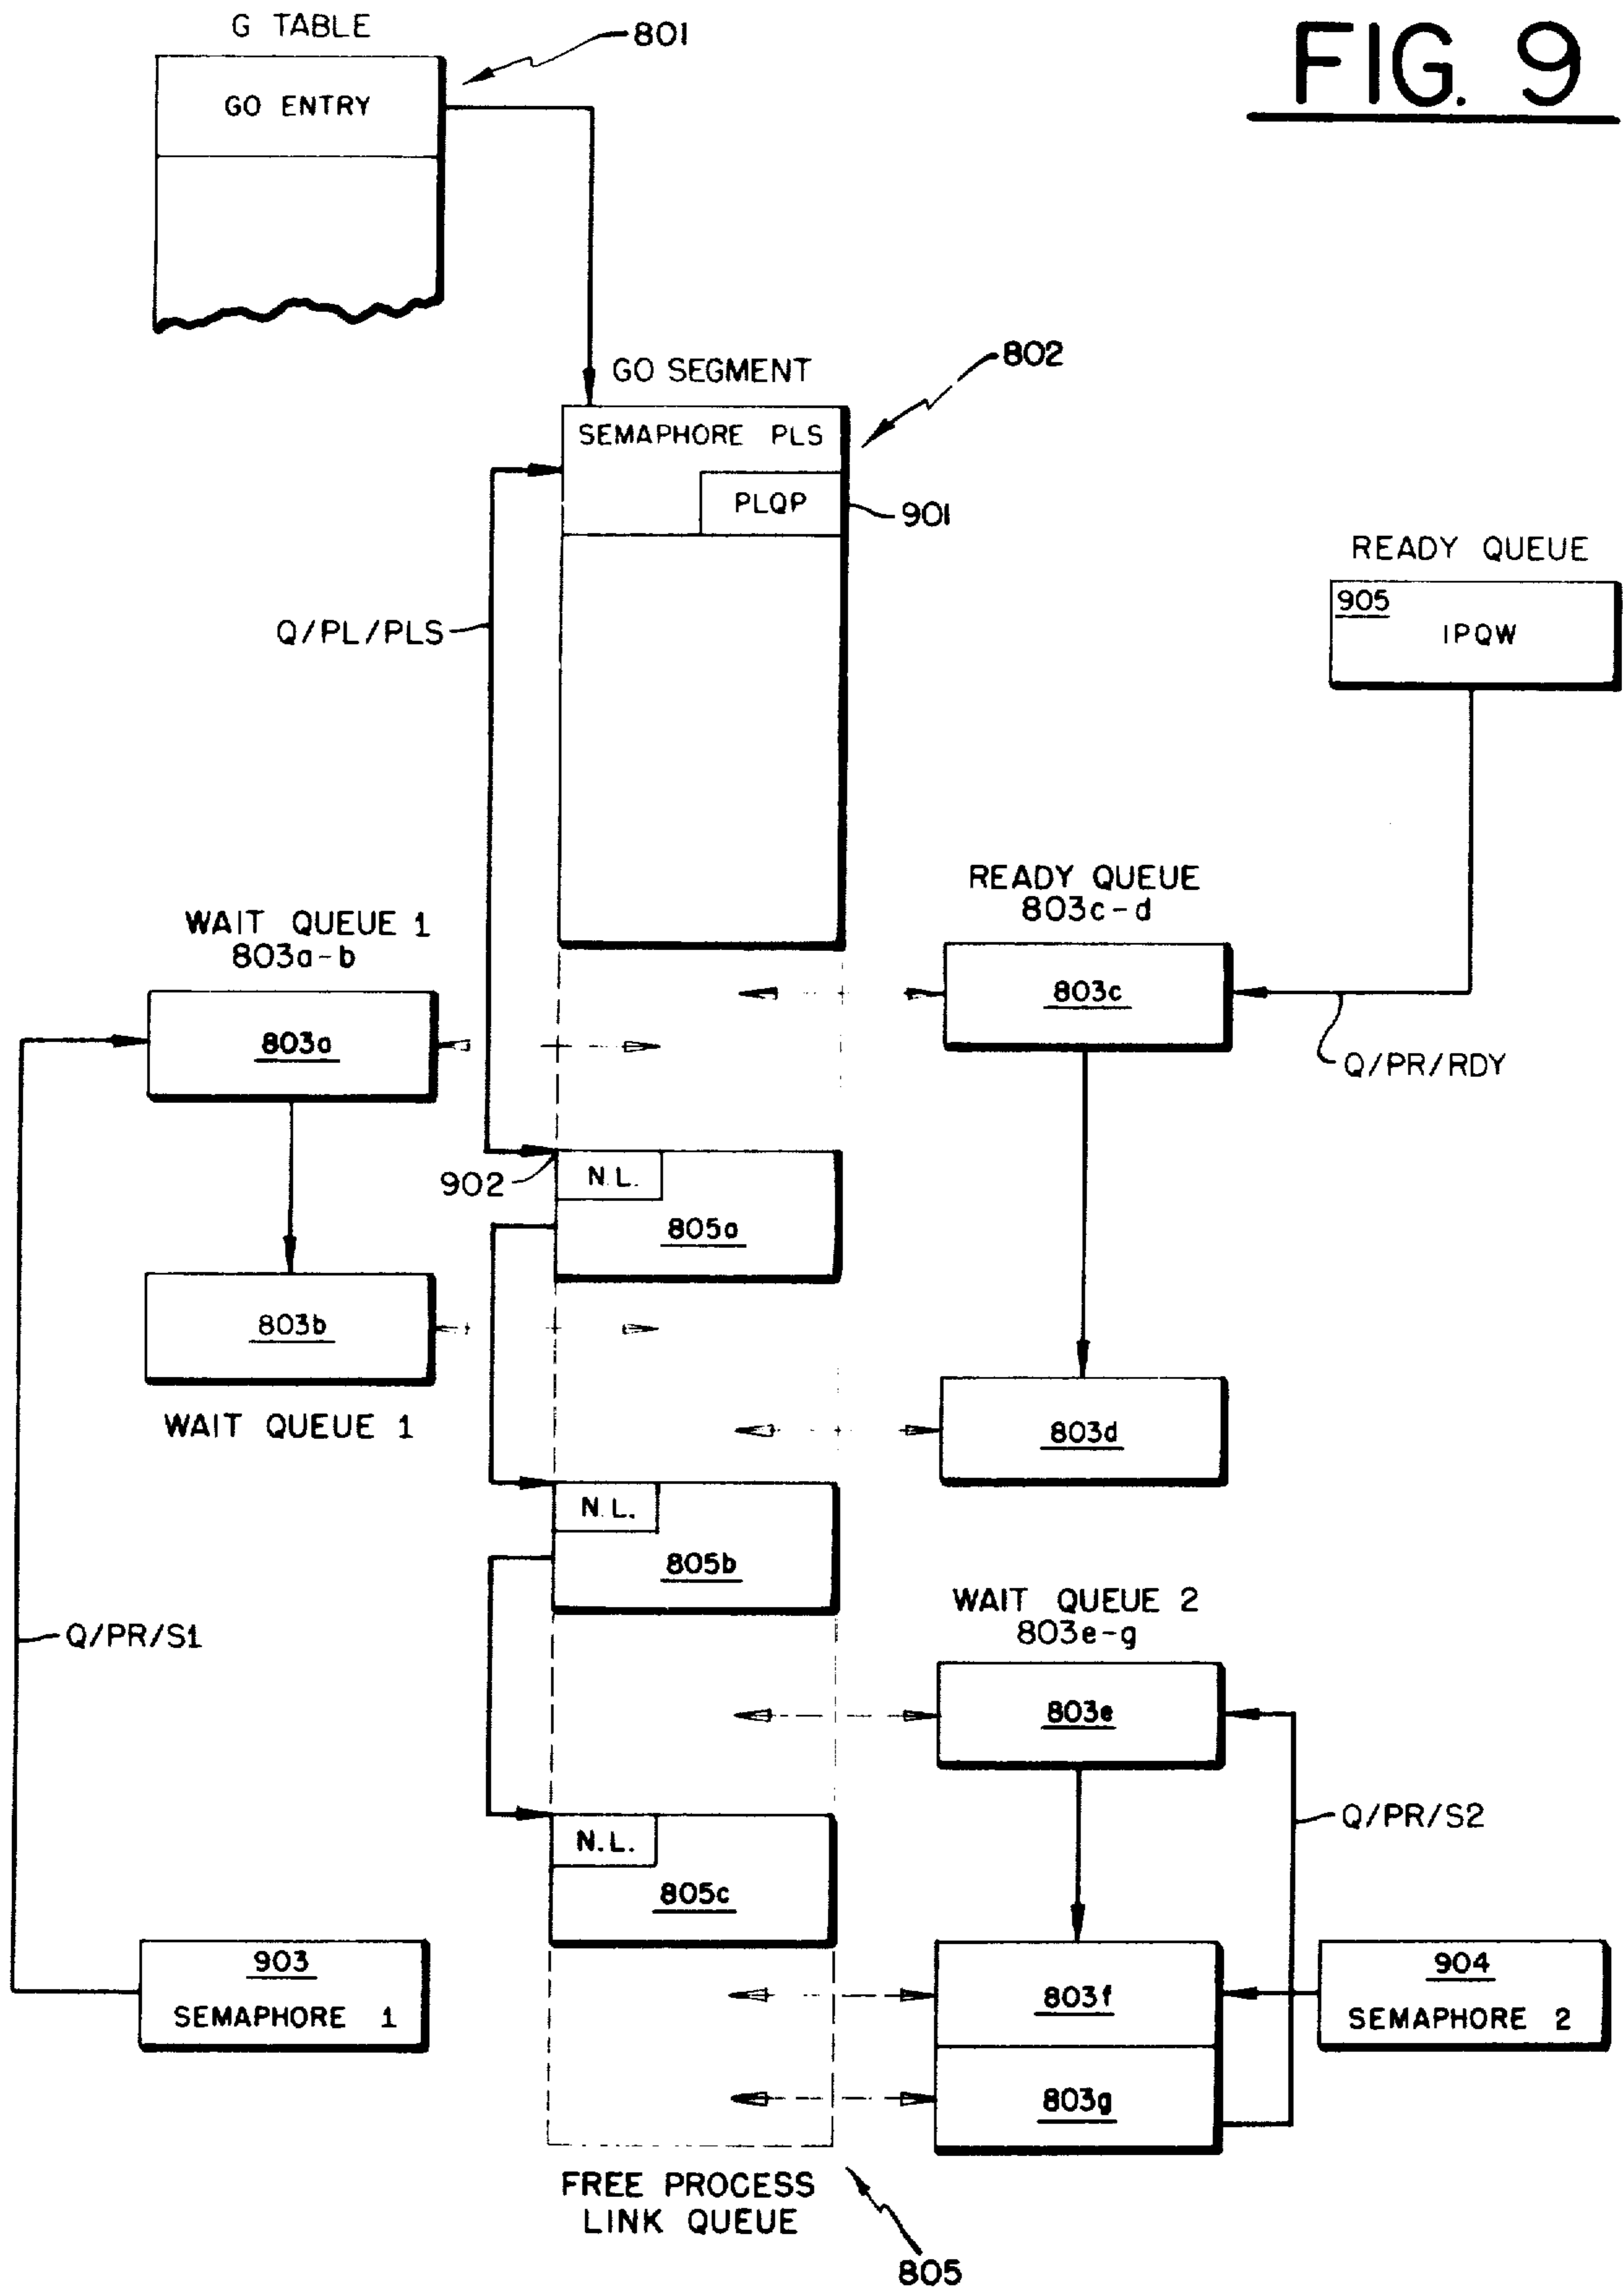 G TABLE
801
FIG. 9
GO ENTRY
GO SEGMENT
802
SEMAPHORE PLS
PLQP
901
READY QUEUE
905
IPQW
Q/PL/PLS
READY QUEUE
803c-d
WAIT QUEUE 1
803a-b
803c
803a
Q/PR/RDY
902
N.L.
805a
803b
WAIT QUEUE 1
803d
N.L.
805b
WAIT QUEUE 2
803e-g
Q/PR/S1
803e
Q/PR/S2
N.L.
805c
903
SEMAPHORE 1
803f
904
SEMAPHORE 2
803g
FREE PROCESS
LINK QUEUE
805